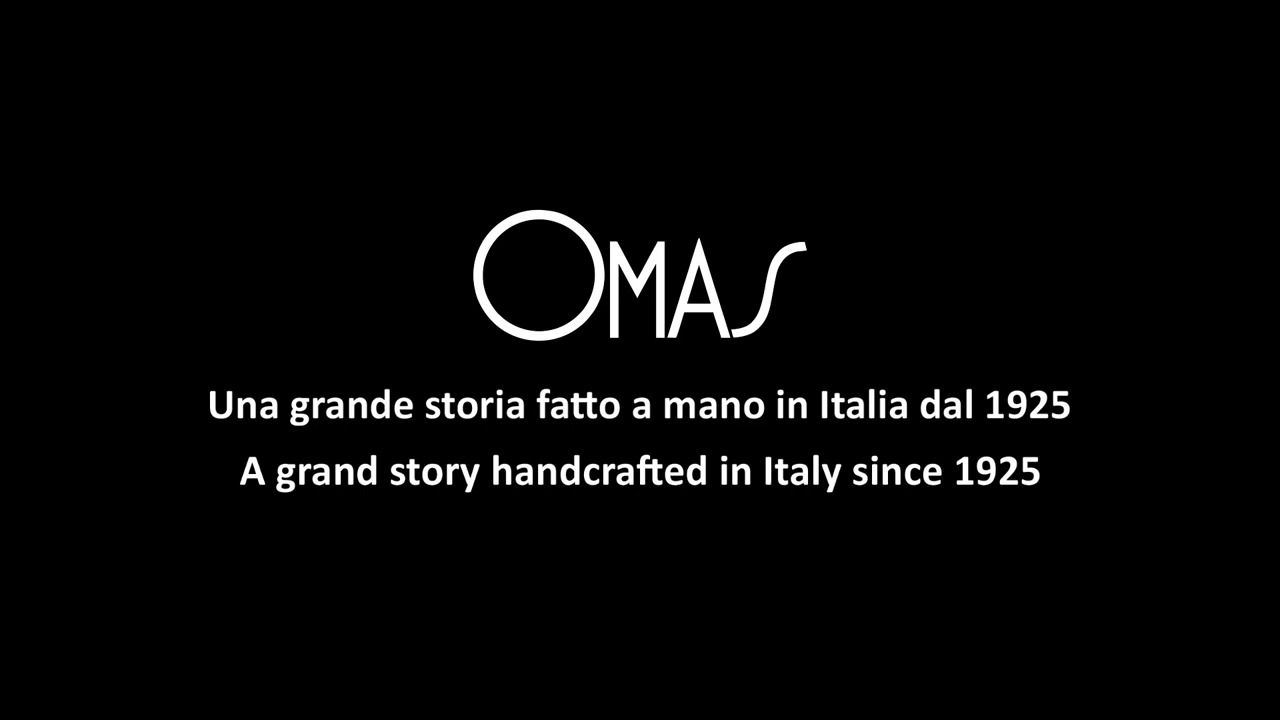 OMAS
Una grande storia fatto a mano in Italia dal 1925
A grand story handcrafted in Italy since 1925